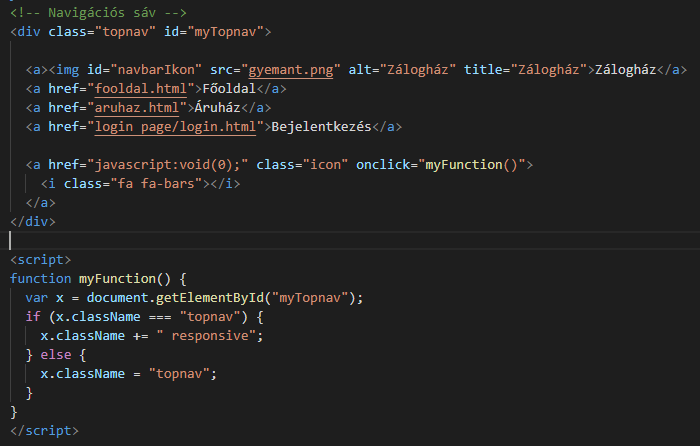 <!-- Navigációs sáv -->
<div class="topnav" id="myTopnav">
<a><img id="navbarIkon" src="gyemant.png" alt="Zálogház" title="Zálogház">Zálogház</a>
<a href="fooldal.html">Főoldal</a>
<a href="aruhaz.html">Áruház</a>
<a href="login page/login.html">Bejelentkezés</a>
<a href="javascript:void(0);" class="icon" onclick="myFunction()">
<i class="fa fa-bars"></i>
</a>
</div>
<script>
function myFunction() {
var x = document.getElementById("myTopnav");
if (x.className === "topnav") {
x.className += " responsive";
} else {
x.className = "topnav";
}
}
</script>